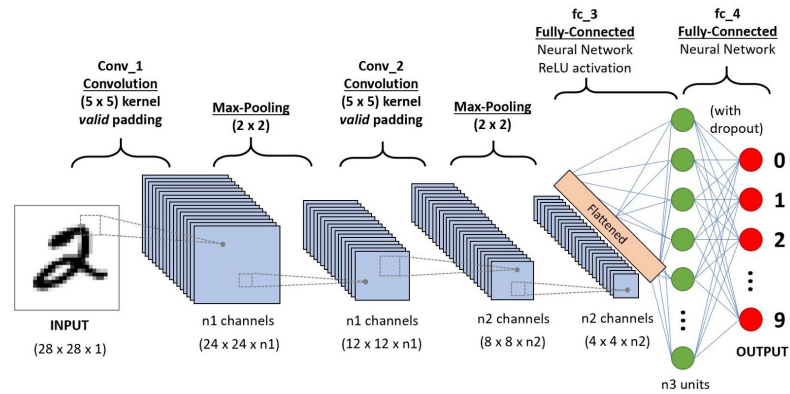 fc_3
Fully-Connected
Neural Network
ReLU activation
fc_4
Fully-Connected
Neural Network
Conv_1
Convolution
(5 x 5) kernel
valid padding
Max-Pooling
(2 x 2)
Conv_2
Convolution
(5 x 5) kernel
valid padding
Max-Pooling
(2 x 2)
(with
dropout)
0
1
2
9
Flattened
2
INPUT
(28 x 28 x 1)
n1 channels
(24 x 24 x n1)
n1 channels
(12 x 12 x n1)
n2 channels
(8 x 8 x n2)
n2 channels
(4 x 4 x n2)
OUTPUT
n3 units